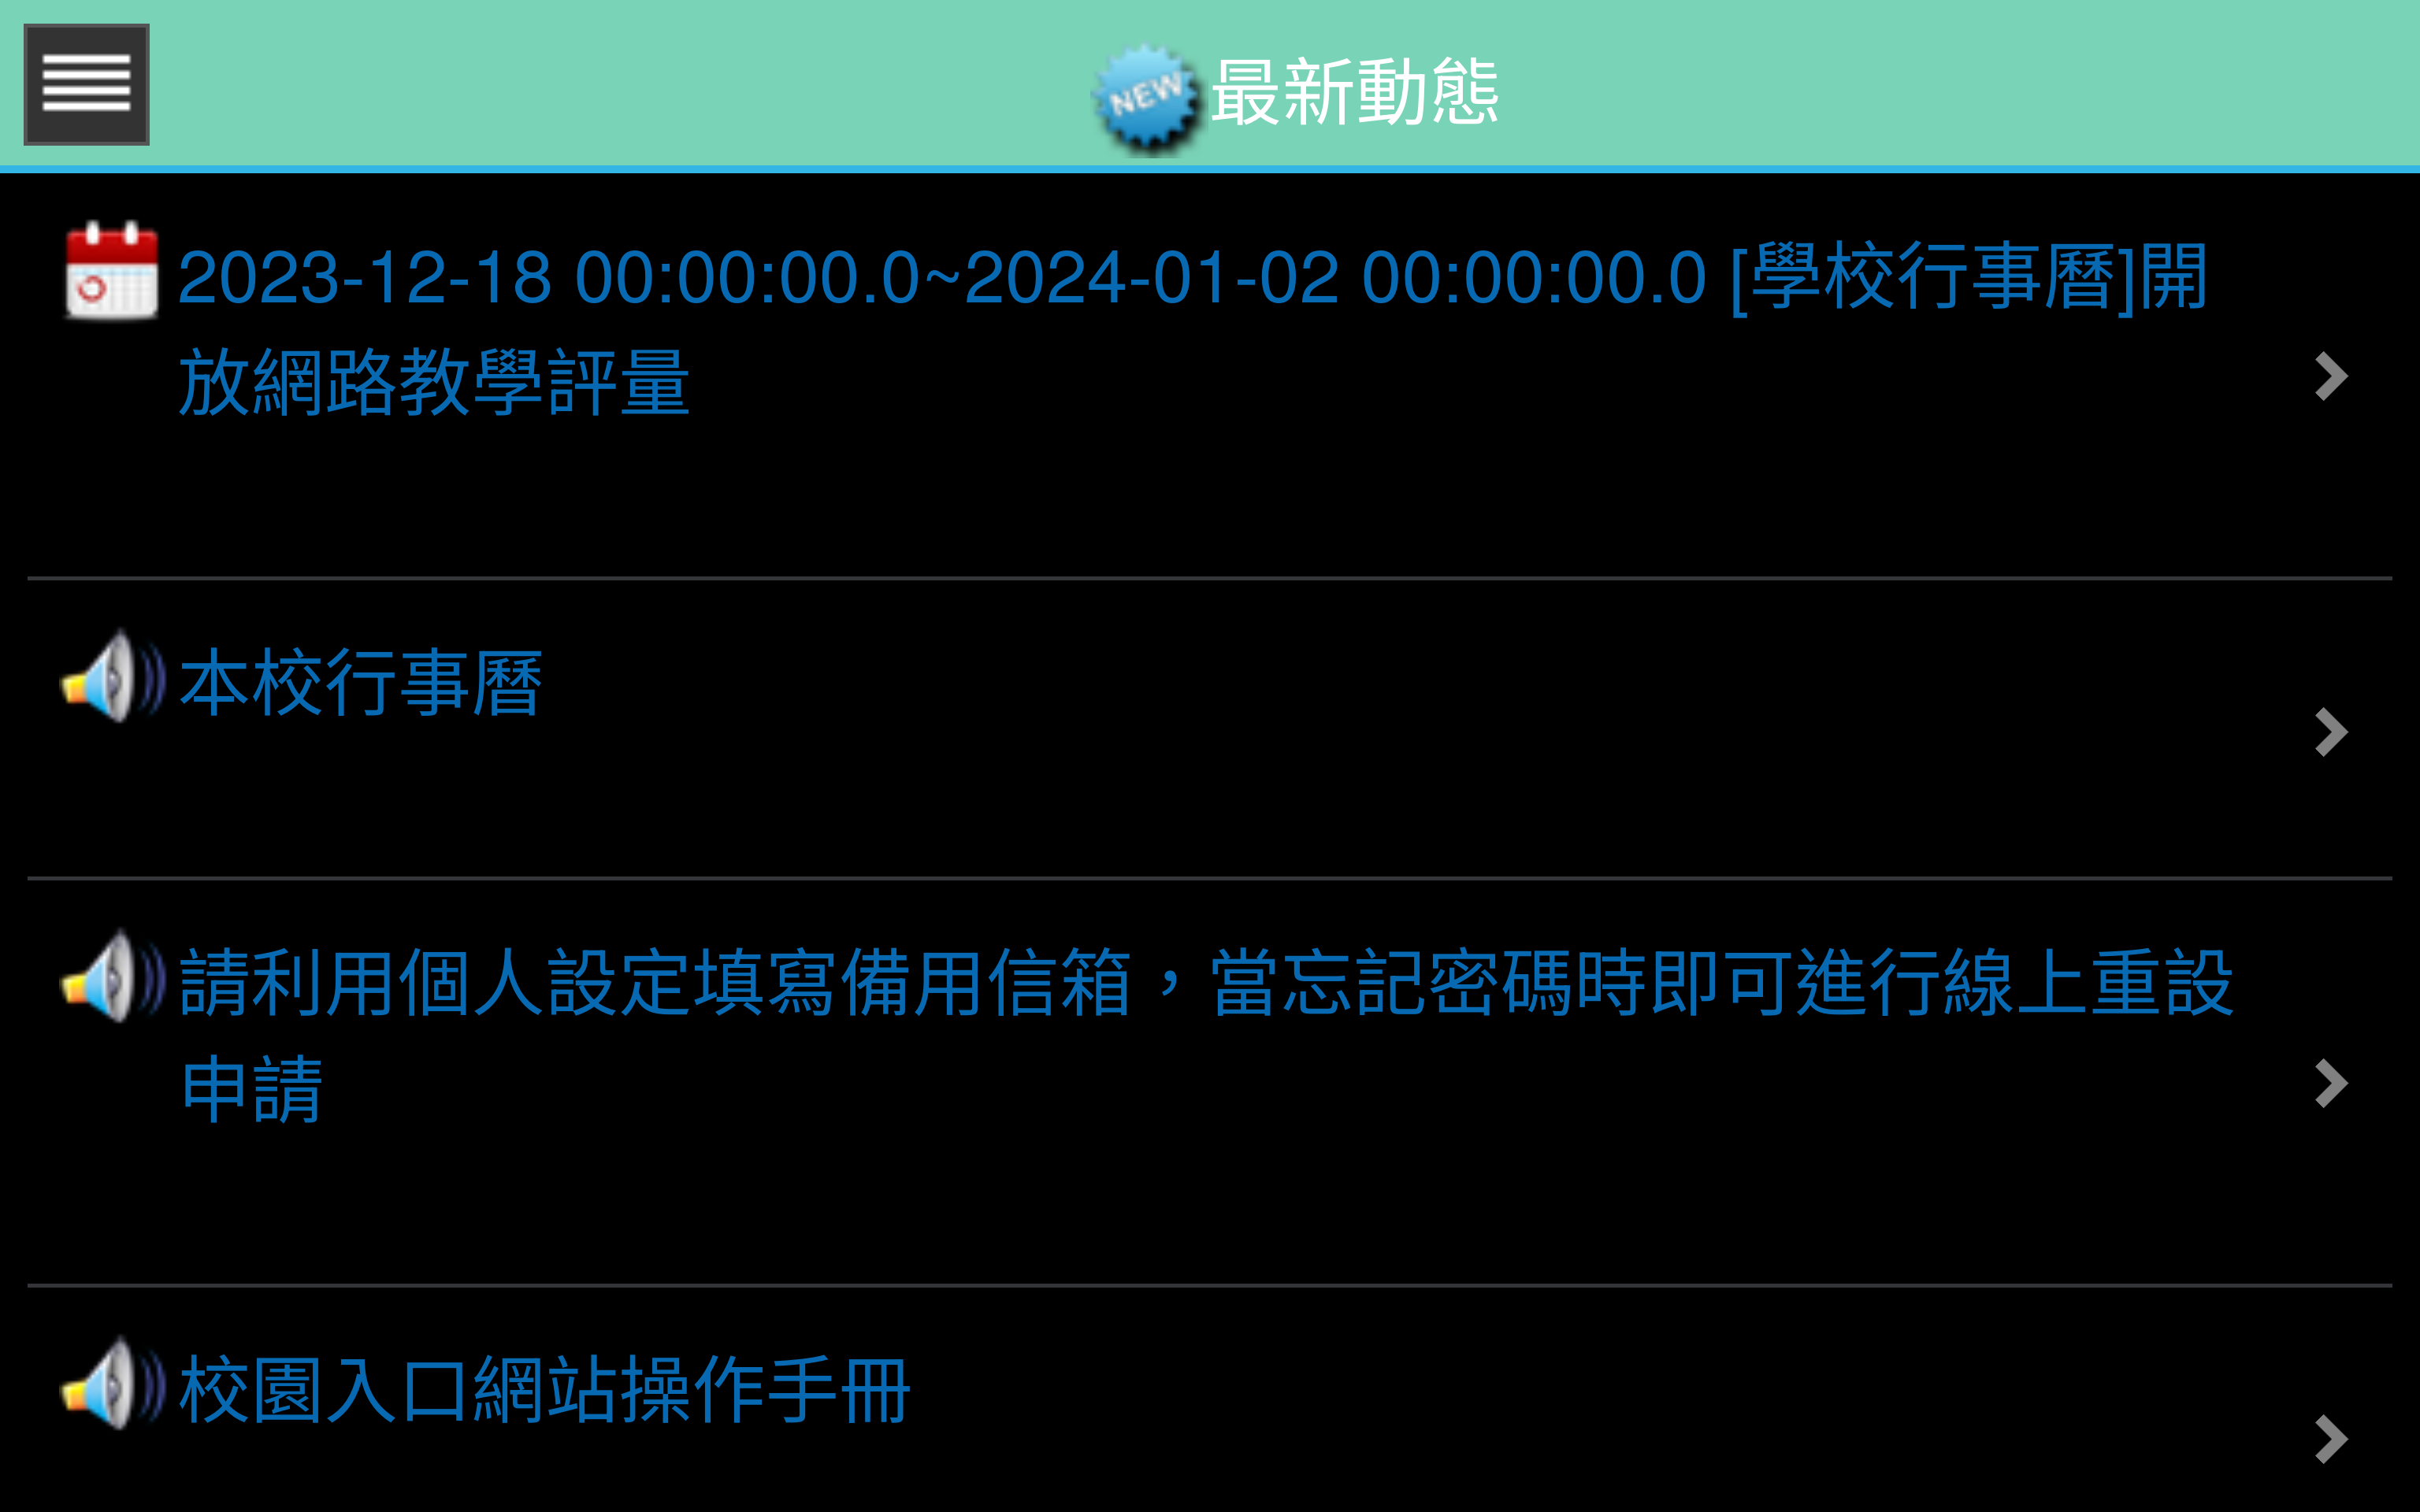 NEW 最新動態
2023-12-18 00:00:00.0~2024-01-02 00:00:00.0 [學校行事曆]開
放網路教學評量
本校行事曆
請利用個人設定填寫備用信箱，當忘記密碼時即可進行線上重設
申請
校園入口網站操作手冊